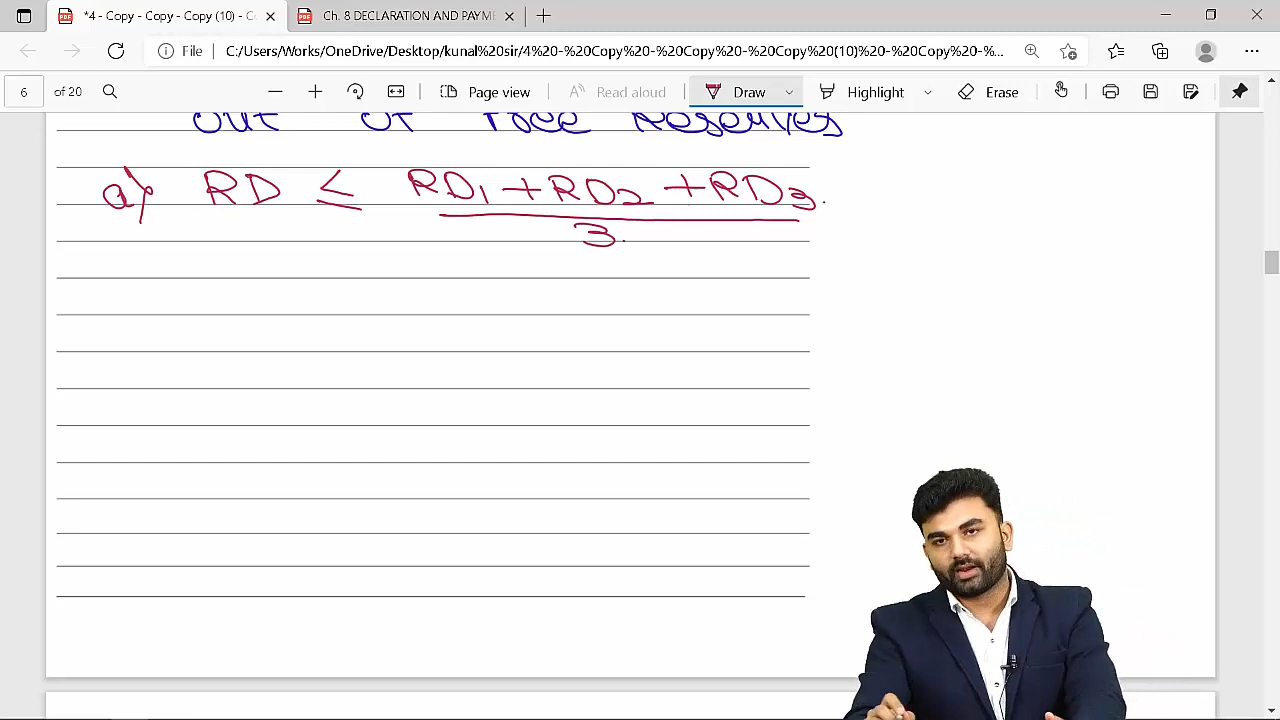 *4 - Copy - Copy - Copy (10) - C
Ch. 8 DECLARATION AND PAYM
File
C:/Users/Works/OneDrive/Desktop/kunal%20sir/4%20-%20Copy%20-%20Copy%20-%20Copy%20(10)%20-%20Copy%20-%...
6 of 20
Page view
Read aloud
Draw
Highlight
Erase
out of free Reserves
a) RD ≤ RD1 + RD2 + RD3.
3.